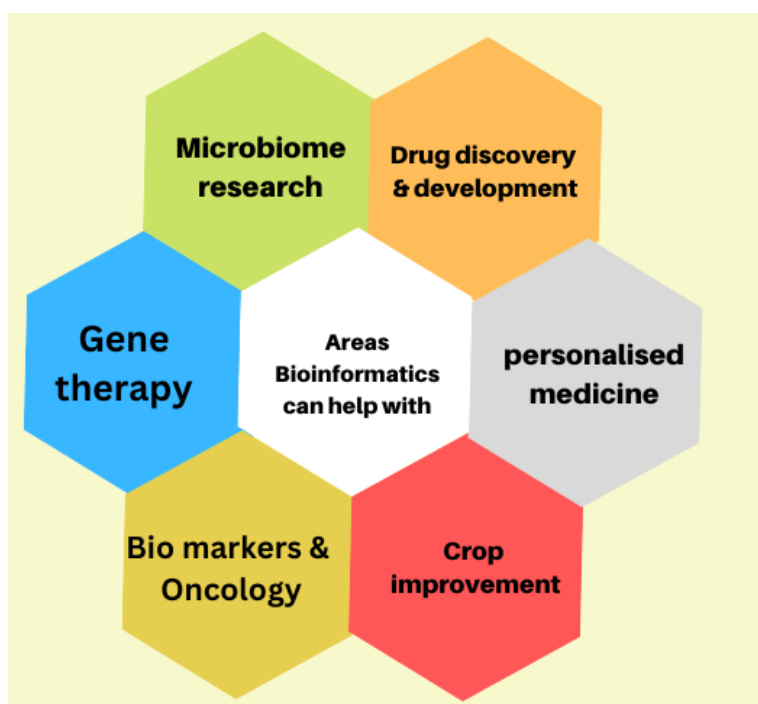 Microbiome
research
Drug discovery
& development
Gene
therapy
Areas
Bioinformatics
can help with
personalised
medicine
Bio markers &
Oncology
Crop
improvement